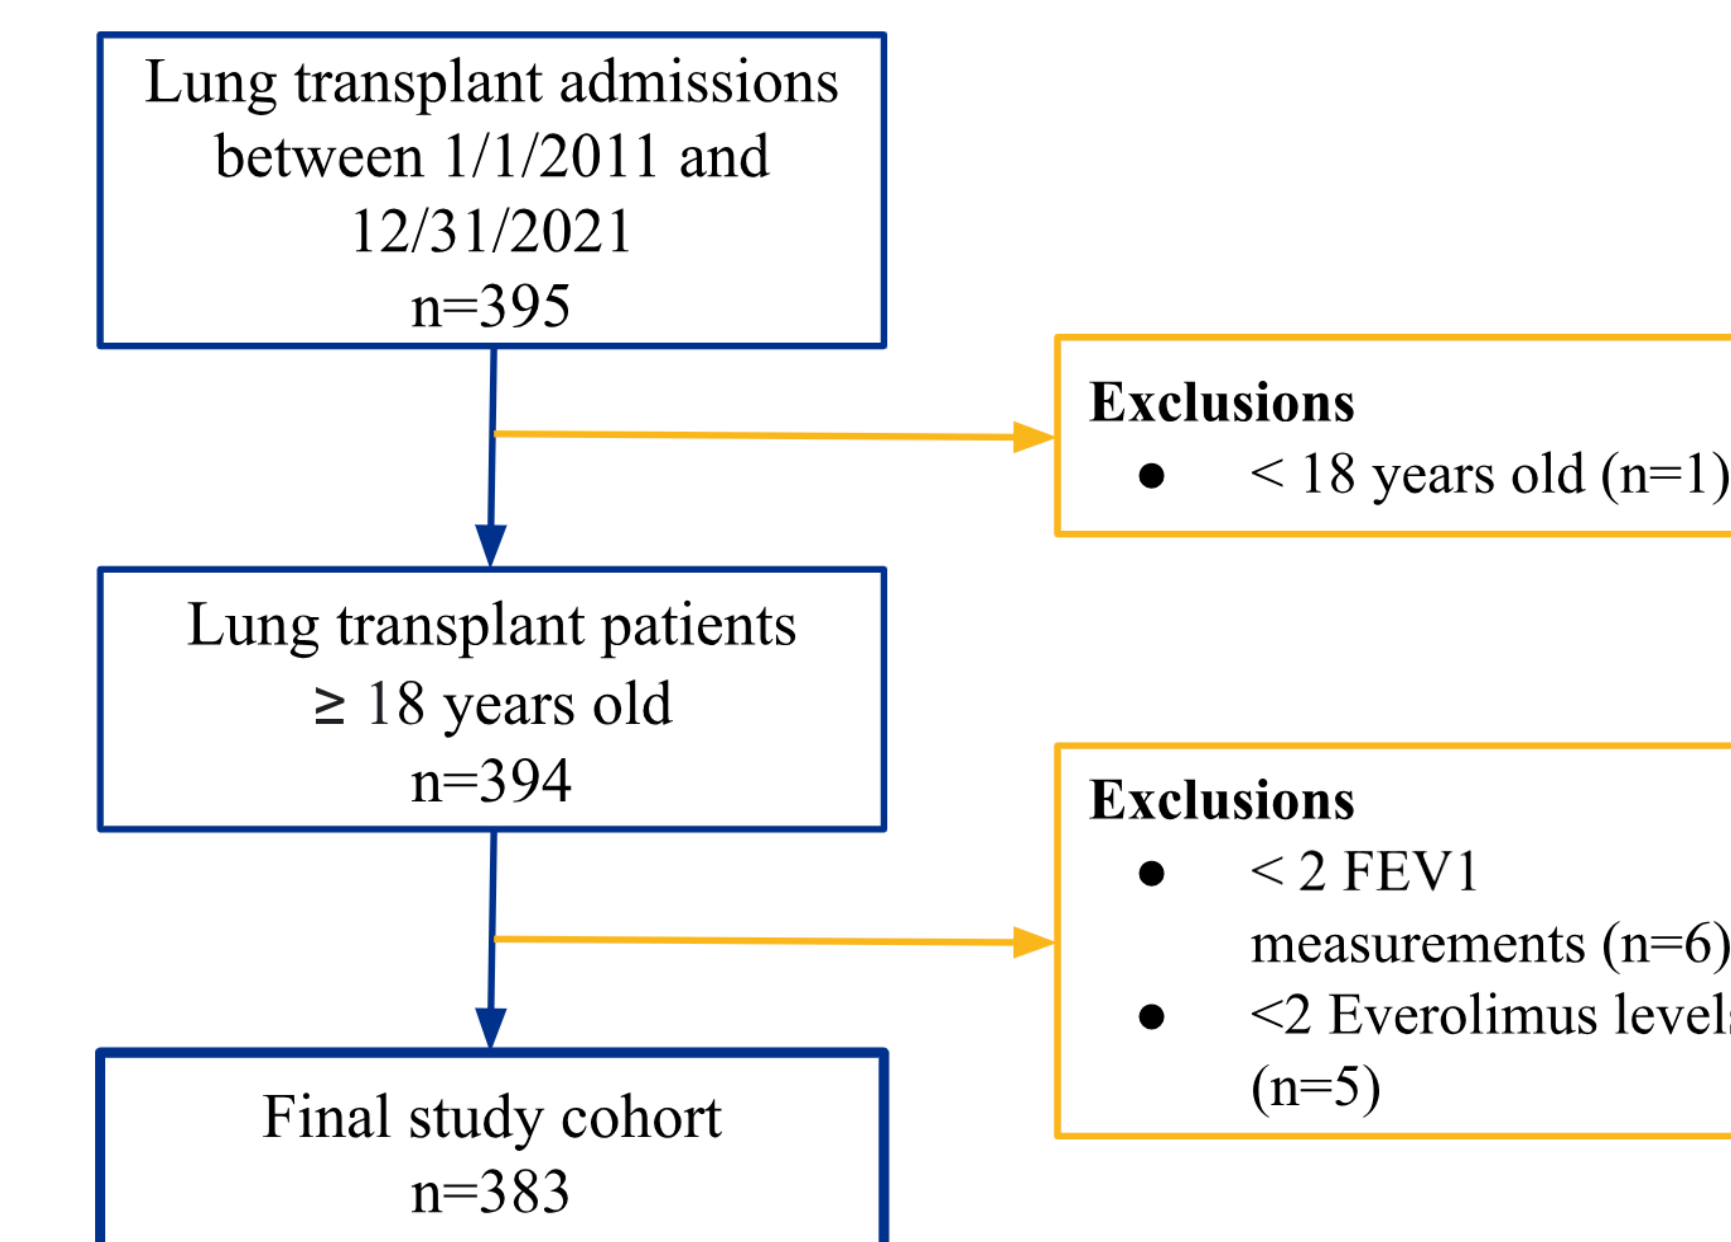 Lung transplant admissions
between 1/1/2011 and
12/31/2021
n=395
Exclusions
● < 18 years old (n=1)
Lung transplant patients
≥ 18 years old
n=394
Exclusions
● < 2 FEV1
measurements (n=6)
● <2 Everolimus levels
(n=5)
Final study cohort
n=383